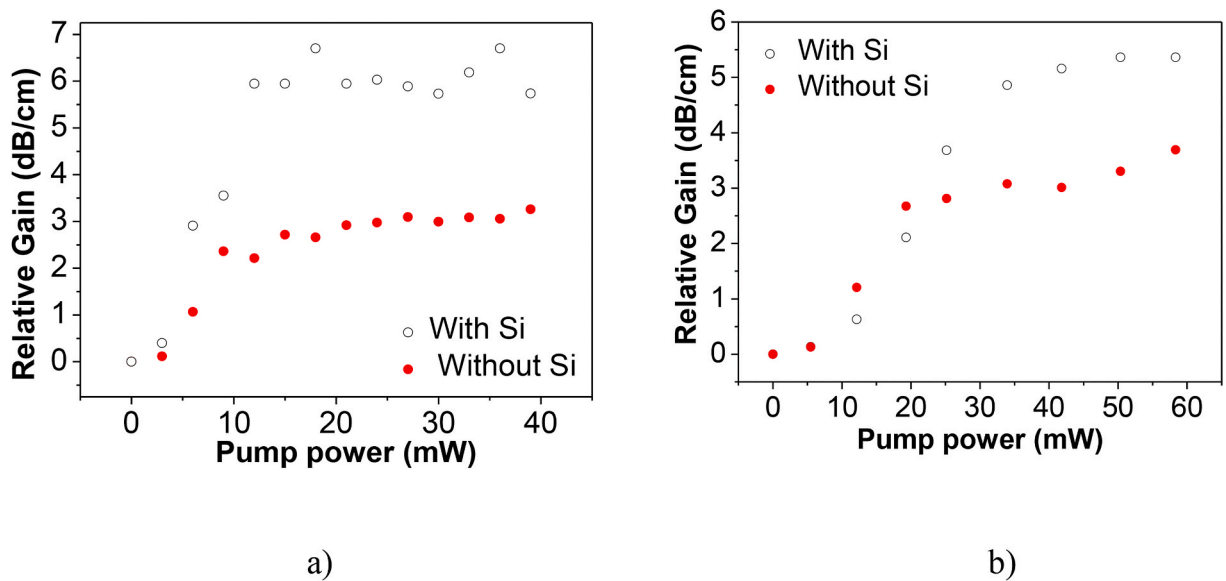 7
6
5
4
3
2
1
0
Relative Gain (dB/cm)
With Si
Without Si
0 10 20 30 40
Pump power (mW)
a)
6
5
4
3
2
1
0
Relative Gain (dB/cm)
With Si
Without Si
0 10 20 30 40 50 60
Pump power (mW)
b)